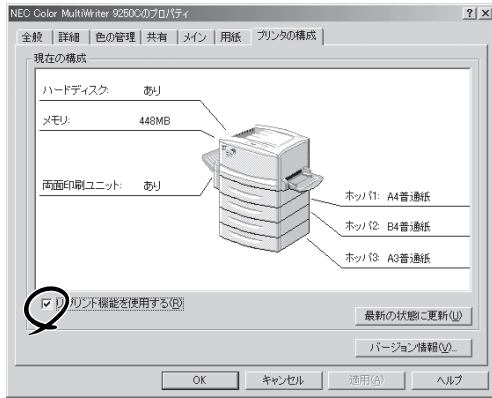 NEC Color MultiWriter 9250Cのプロパティ
全般 詳細 色の管理 共有 メイン 用紙 プリンタの構成
現在の構成
ハードディスク: あり
メモリ: 448MB
両面印刷ユニット: あり
ホッパ1: A4普通紙
ホッパ2: B4普通紙
ホッパ3: A3普通紙
リプリント機能を使用する(R)
最新の状態に更新(U)
バージョン情報(V)...
OK キャンセル 適用(A) ヘルプ